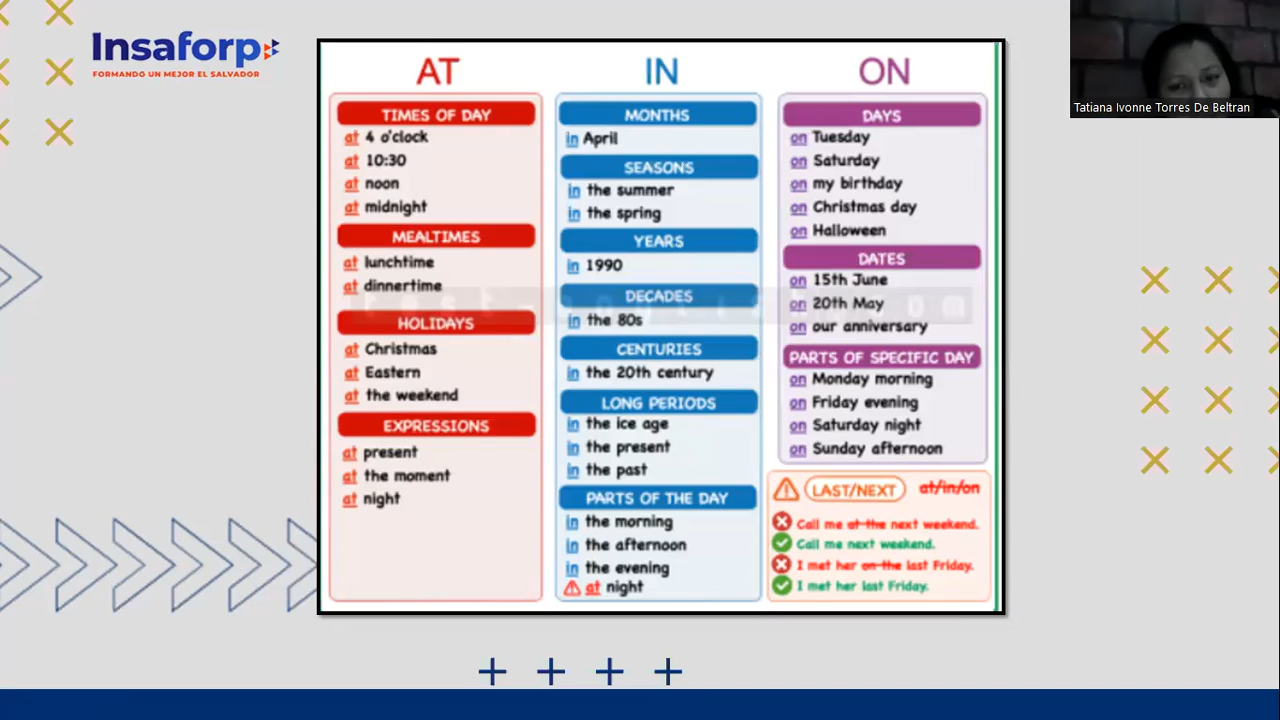 Insaforp
FORMANDO UN MEJOR EL SALVADOR
Tatiana Ivonne Torres De Beltran
AT
TIMES OF DAY
at 4 o'clock
at 10:30
at noon
at midnight
MEALTIMES
at lunchtime
at dinnertime
HOLIDAYS
at Christmas
at Eastern
at the weekend
EXPRESSIONS
at present
at the moment
at night
IN
MONTHS
in April
SEASONS
in the summer
in the spring
YEARS
in 1990
DECADES
in the 80s
CENTURIES
in the 20th century
LONG PERIODS
in the ice age
in the present
in the past
PARTS OF THE DAY
in the morning
in the afternoon
in the evening
at night
ON
DAYS
on Tuesday
on Saturday
on my birthday
on Christmas day
on Halloween
DATES
on 15th June
on 20th May
on our anniversary
PARTS OF SPECIFIC DAY
on Monday morning
on Friday evening
on Saturday night
on Sunday afternoon
LAST/NEXT at/in/on
Call me at the next weekend.
Call me next weekend.
I met her on the last Friday.
I met her last Friday.